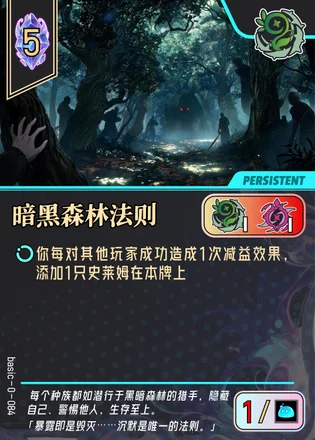 5
PERSISTENT
暗黑森林法则
I I
你每对其他玩家成功造成1次减益效果，
添加1只史莱姆在本牌上
basic-0-084
每个种族都如潜行于黑暗森林的猎手，隐藏
自己、警惕他人，生存至上。
「暴露即是毁灭……沉默是唯一的法则。」
1/